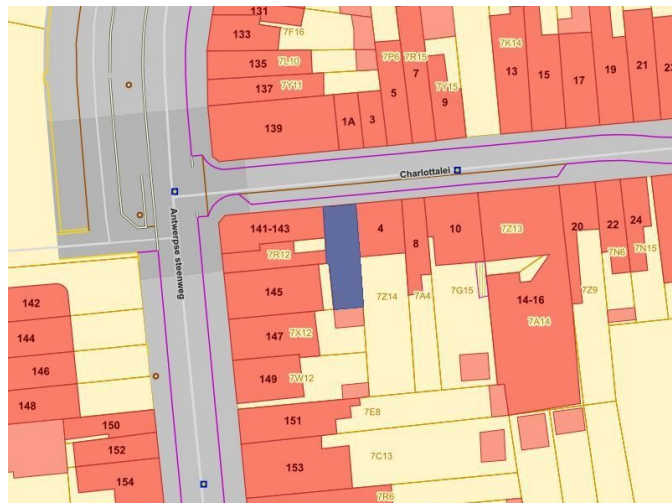 131
7F16
133
135
7L10
137
7Y11
139
1A
3
7P6
5
7R15
7
7Y15
9
7K14
13
15
17
19
21
23
Charlottalei
Antwerpse steenweg
141-143
7R12
145
147
7X12
149
7W12
151
153
4
7Z14
8
7A4
10
7G15
7Z13
14-16
7A14
20
7Z9
22
7N6
24
7N15
142
144
146
148
150
152
154
7E8
7C13
7R6